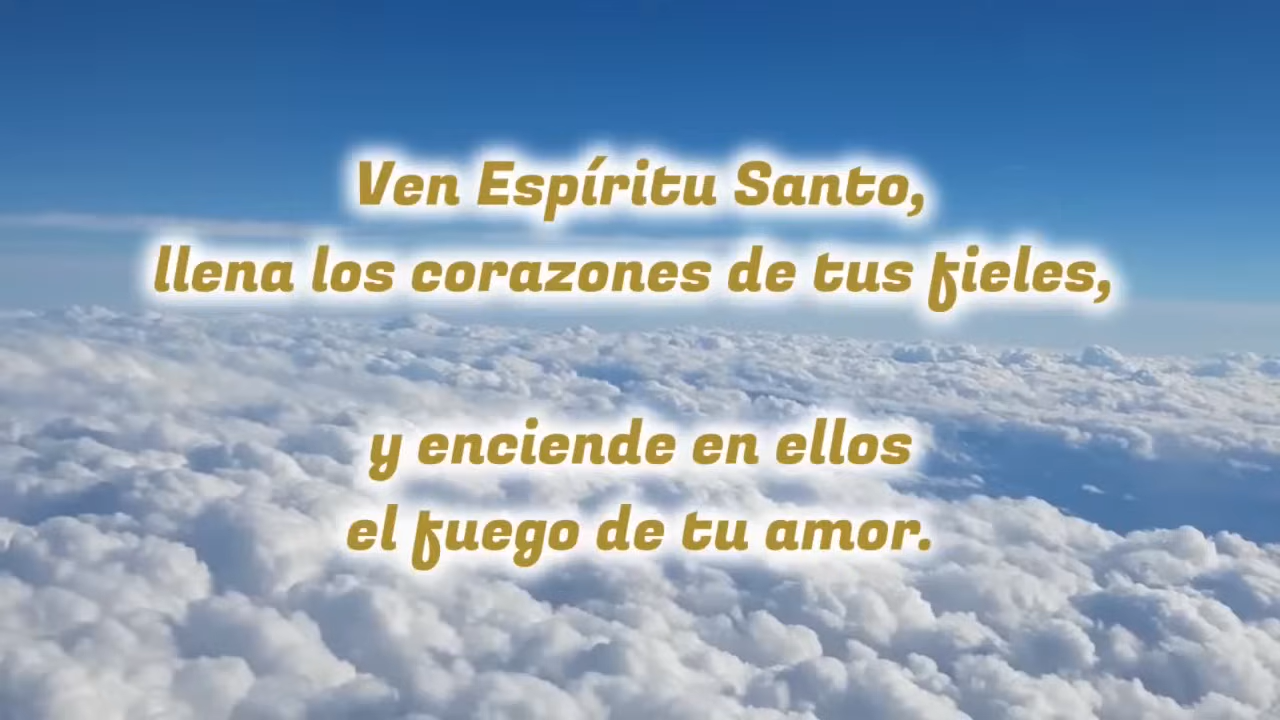 Ven Espíritu Santo,
llena los corazones de tus fieles,
y enciende en ellos
el fuego de tu amor.